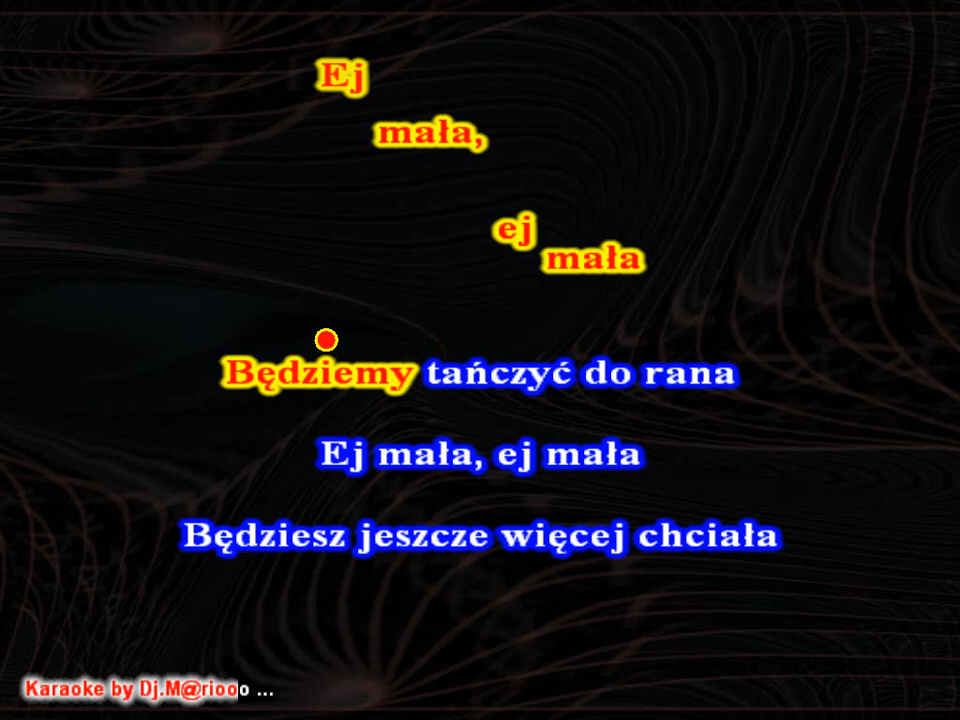 Ej
mała,
ej
mała
Będziemy tańczyć do rana
Ej mała, ej mała
Będziesz jeszcze więcej chciała
Karaoke by Dj.M@riooo ...